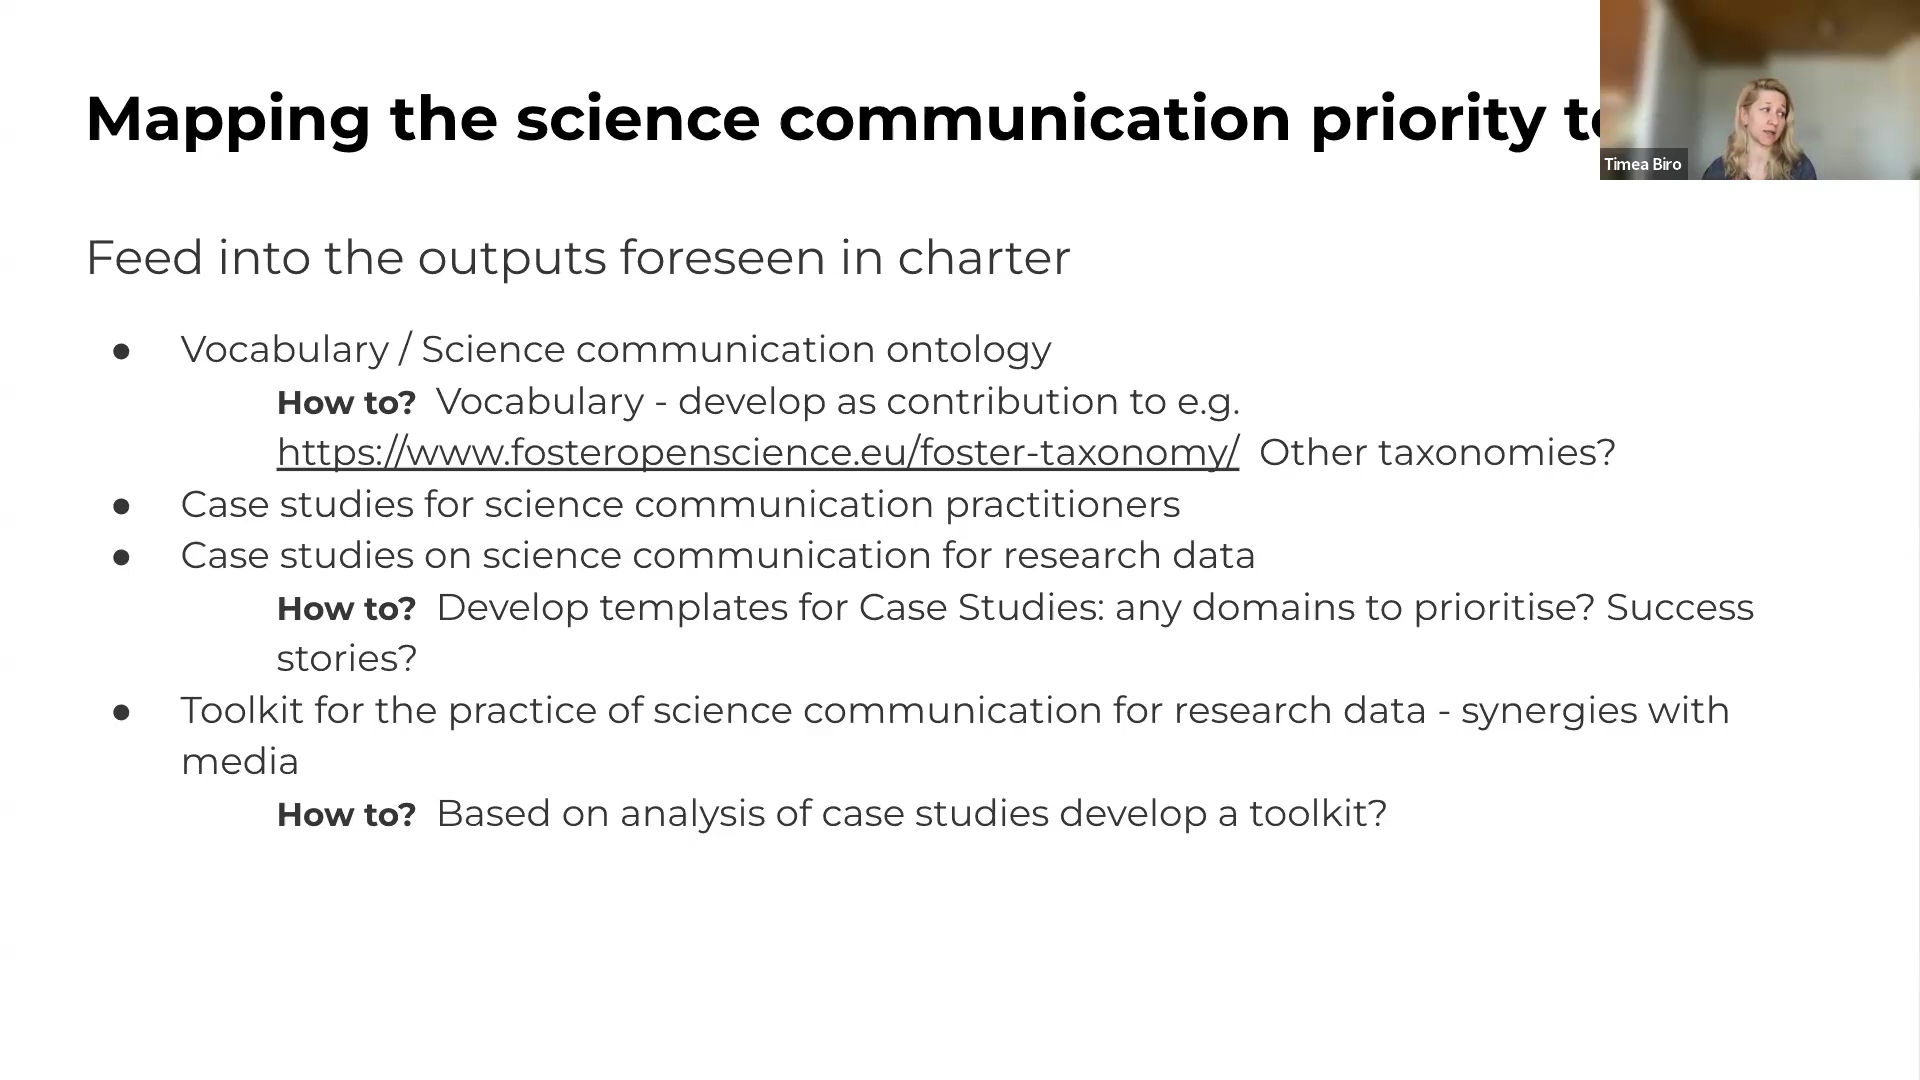 Mapping the science communication priority
Timea Biro
Feed into the outputs foreseen in charter
● Vocabulary / Science communication ontology
How to? Vocabulary - develop as contribution to e.g.
https://www.fosteropenscience.eu/foster-taxonomy/ Other taxonomies?
● Case studies for science communication practitioners
● Case studies on science communication for research data
How to? Develop templates for Case Studies: any domains to prioritise? Success
stories?
● Toolkit for the practice of science communication for research data - synergies with
media
How to? Based on analysis of case studies develop a toolkit?